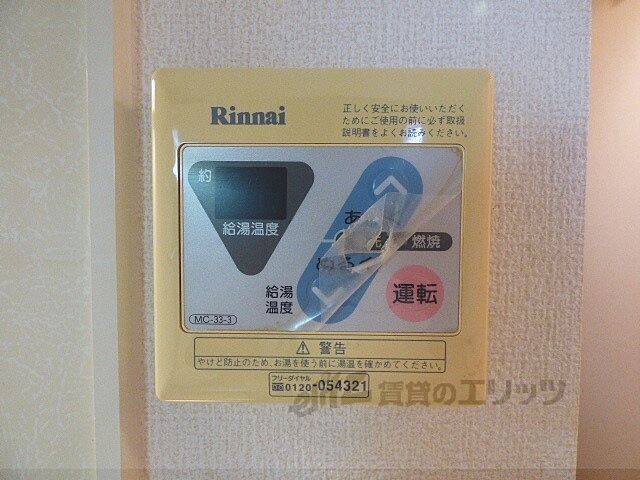 Rinnai
正しく安全にお使いいただく
ためにご使用の前に必ず取扱
説明書をよくお読みください。
約
給湯温度
あ
燃焼
ぬるく
給湯
温度
運転
MC-33-3
⚠警告
やけど防止のため、お湯を使う前に湯温を確かめてください。
フリーダイヤル
0120-054321
賃貸のエリッツ